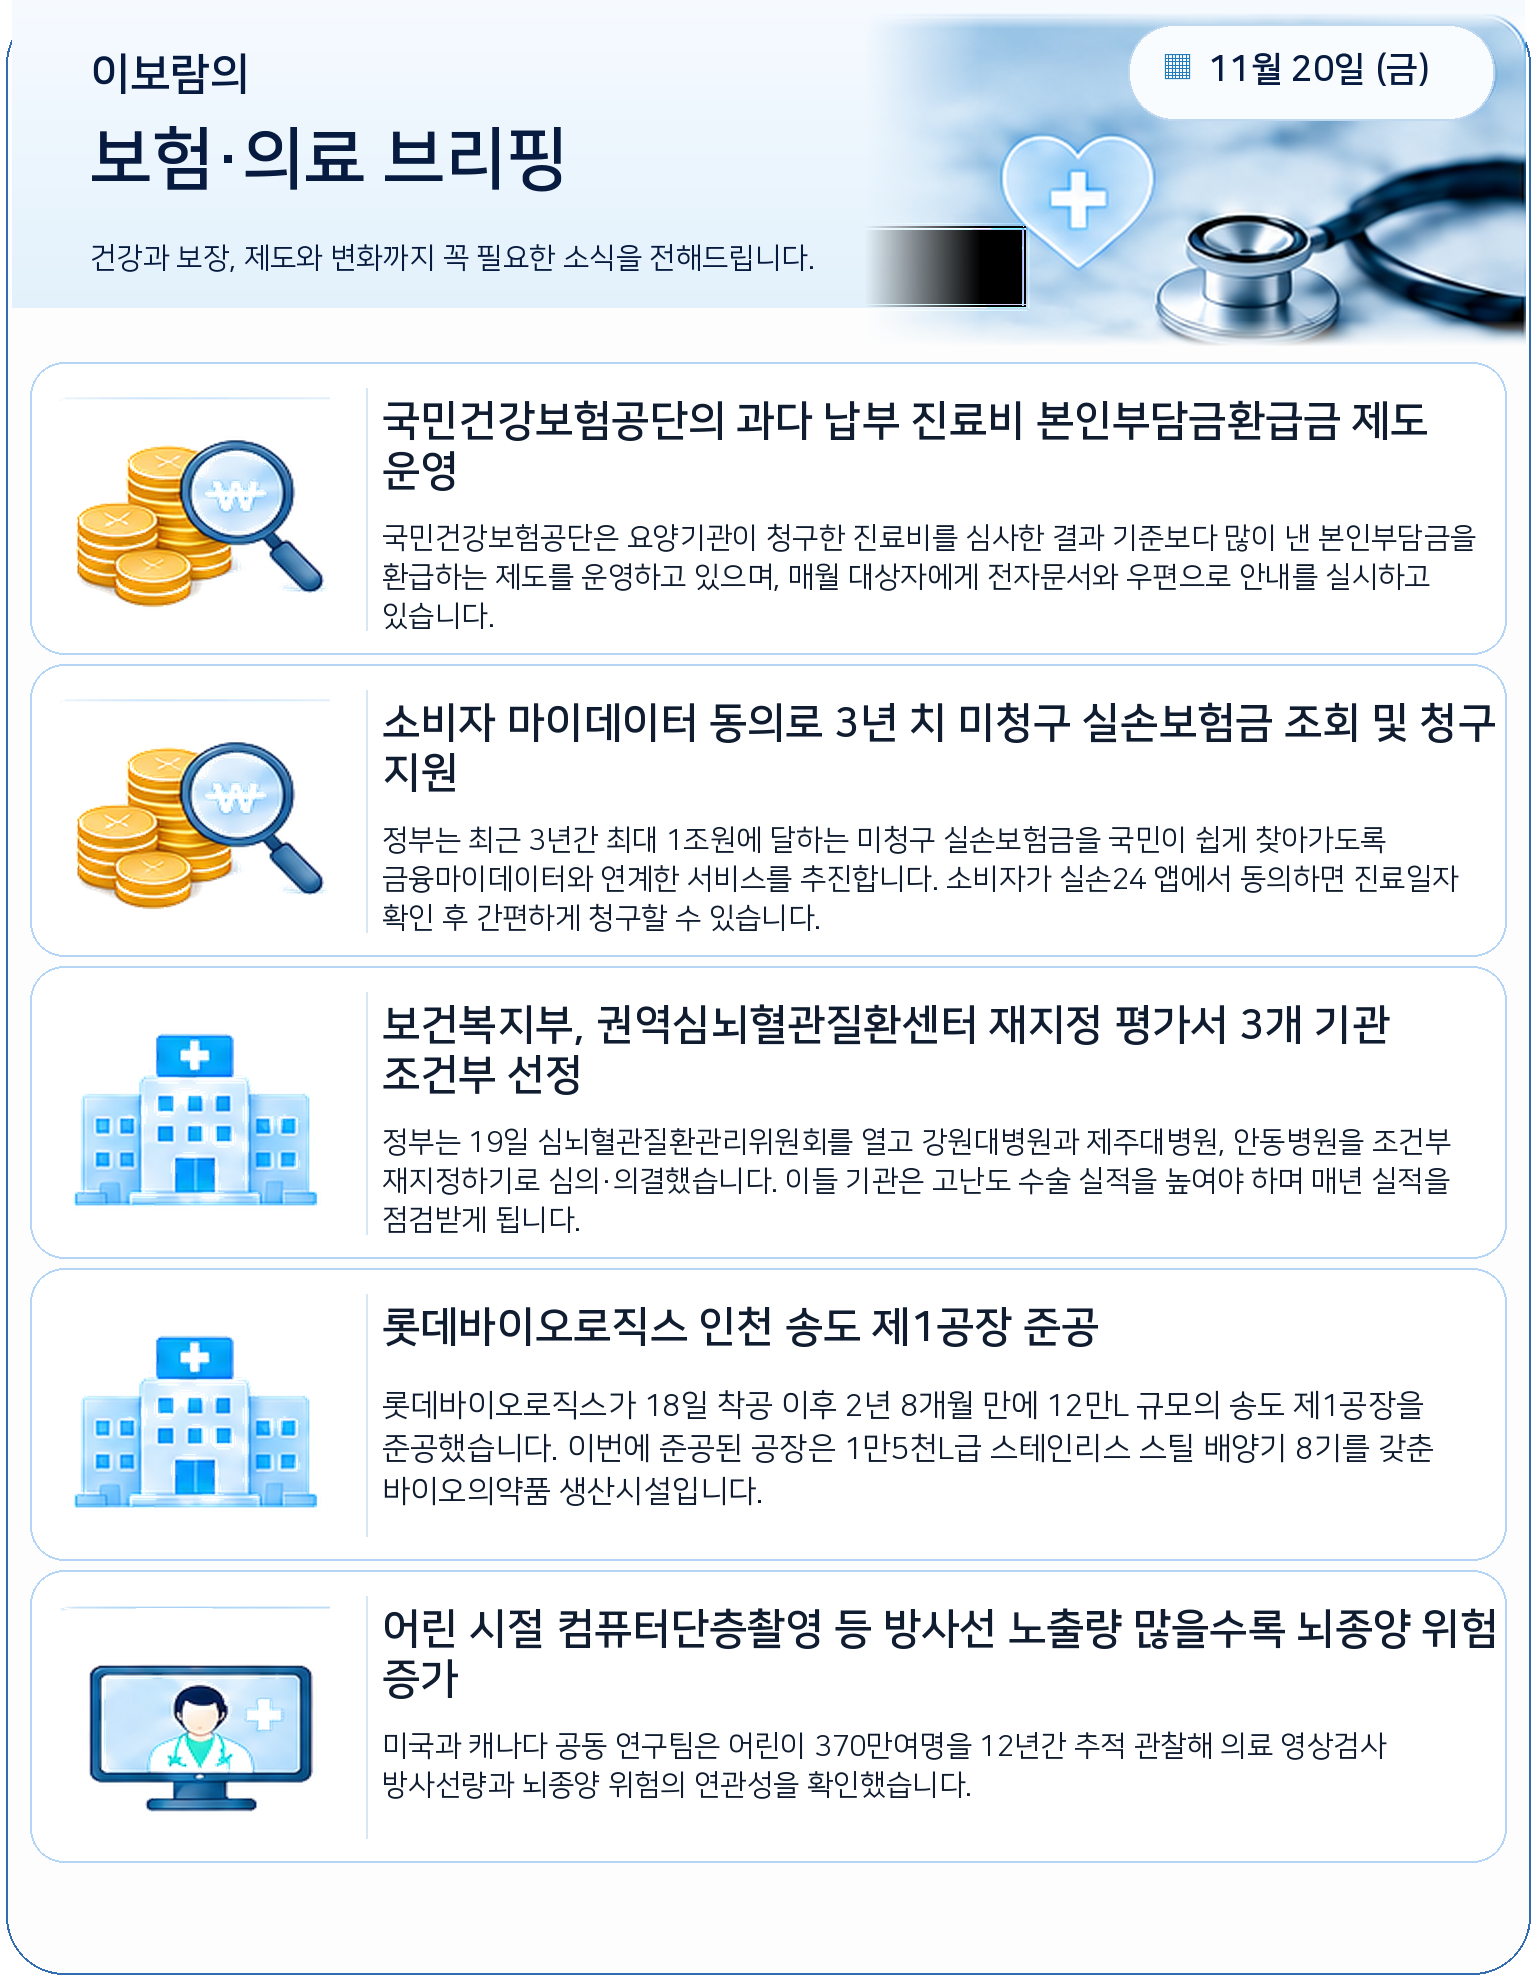 이보람의
11월 20일 (금)
보험·의료 브리핑
건강과 보장, 제도와 변화까지 꼭 필요한 소식을 전해드립니다.
국민건강보험공단의 과다 납부 진료비 본인부담금환급금 제도
운영
국민건강보험공단은 요양기관이 청구한 진료비를 심사한 결과 기준보다 많이 낸 본인부담금을
환급하는 제도를 운영하고 있으며, 매월 대상자에게 전자문서와 우편으로 안내를 실시하고
있습니다.
₩
소비자 마이데이터 동의로 3년 치 미청구 실손보험금 조회 및 청구
지원
정부는 최근 3년간 최대 1조원에 달하는 미청구 실손보험금을 국민이 쉽게 찾아가도록
금융마이데이터와 연계한 서비스를 추진합니다. 소비자가 실손24 앱에서 동의하면 진료일자
확인 후 간편하게 청구할 수 있습니다.
₩
보건복지부, 권역심뇌혈관질환센터 재지정 평가서 3개 기관
조건부 선정
정부는 19일 심뇌혈관질환관리위원회를 열고 강원대병원과 제주대병원, 안동병원을 조건부
재지정하기로 심의·의결했습니다. 이들 기관은 고난도 수술 실적을 높여야 하며 매년 실적을
점검받게 됩니다.
롯데바이오로직스 인천 송도 제1공장 준공
롯데바이오로직스가 18일 착공 이후 2년 8개월 만에 12만L 규모의 송도 제1공장을
준공했습니다. 이번에 준공된 공장은 1만5천L급 스테인리스 스틸 배양기 8기를 갖춘
바이오의약품 생산시설입니다.
어린 시절 컴퓨터단층촬영 등 방사선 노출량 많을수록 뇌종양 위험
증가
미국과 캐나다 공동 연구팀은 어린이 370만여명을 12년간 추적 관찰해 의료 영상검사
방사선량과 뇌종양 위험의 연관성을 확인했습니다.